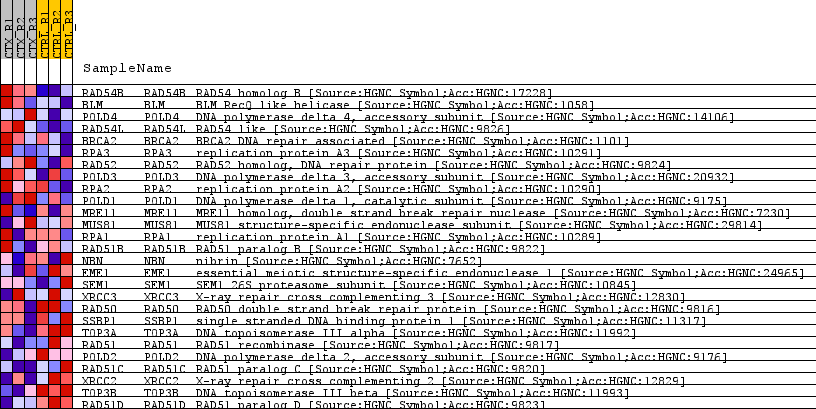 CTX_R1
CTX_R2
CTX_R3
CTRL_R1
CTRL_R2
CTRL_R3
SampleName
RAD54B RAD54B RAD54 homolog B [Source:HGNC Symbol;Acc:HGNC:17228]
BLM BLM BLM RecQ like helicase [Source:HGNC Symbol;Acc:HGNC:1058]
POLD4 POLD4 DNA polymerase delta 4, accessory subunit [Source:HGNC Symbol;Acc:HGNC:14106]
RAD54L RAD54L RAD54 like [Source:HGNC Symbol;Acc:HGNC:9826]
BRCA2 BRCA2 BRCA2 DNA repair associated [Source:HGNC Symbol;Acc:HGNC:1101]
RPA3 RPA3 replication protein A3 [Source:HGNC Symbol;Acc:HGNC:10291]
RAD52 RAD52 RAD52 homolog, DNA repair protein [Source:HGNC Symbol;Acc:HGNC:9824]
POLD3 POLD3 DNA polymerase delta 3, accessory subunit [Source:HGNC Symbol;Acc:HGNC:20932]
RPA2 RPA2 replication protein A2 [Source:HGNC Symbol;Acc:HGNC:10290]
POLD1 POLD1 DNA polymerase delta 1, catalytic subunit [Source:HGNC Symbol;Acc:HGNC:9175]
MRE11 MRE11 MRE11 homolog, double strand break repair nuclease [Source:HGNC Symbol;Acc:HGNC:7230]
MUS81 MUS81 MUS81 structure-specific endonuclease subunit [Source:HGNC Symbol;Acc:HGNC:29814]
RPA1 RPA1 replication protein A1 [Source:HGNC Symbol;Acc:HGNC:10289]
RAD51B RAD51B RAD51 paralog B [Source:HGNC Symbol;Acc:HGNC:9822]
NBN NBN nibrin [Source:HGNC Symbol;Acc:HGNC:7652]
EME1 EME1 essential meiotic structure-specific endonuclease 1 [Source:HGNC Symbol;Acc:HGNC:24965]
SEM1 SEM1 SEM1 26S proteasome subunit [Source:HGNC Symbol;Acc:HGNC:10845]
XRCC3 XRCC3 X-ray repair cross complementing 3 [Source:HGNC Symbol;Acc:HGNC:12830]
RAD50 RAD50 RAD50 double strand break repair protein [Source:HGNC Symbol;Acc:HGNC:9816]
SSBP1 SSBP1 single stranded DNA binding protein 1 [Source:HGNC Symbol;Acc:HGNC:11317]
TOP3A TOP3A DNA topoisomerase III alpha [Source:HGNC Symbol;Acc:HGNC:11992]
RAD51 RAD51 RAD51 recombinase [Source:HGNC Symbol;Acc:HGNC:9817]
POLD2 POLD2 DNA polymerase delta 2, accessory subunit [Source:HGNC Symbol;Acc:HGNC:9176]
RAD51C RAD51C RAD51 paralog C [Source:HGNC Symbol;Acc:HGNC:9820]
XRCC2 XRCC2 X-ray repair cross complementing 2 [Source:HGNC Symbol;Acc:HGNC:12829]
TOP3B TOP3B DNA topoisomerase III beta [Source:HGNC Symbol;Acc:HGNC:11993]
RAD51D RAD51D RAD51 paralog D [Source:HGNC Symbol;Acc:HGNC:9823]